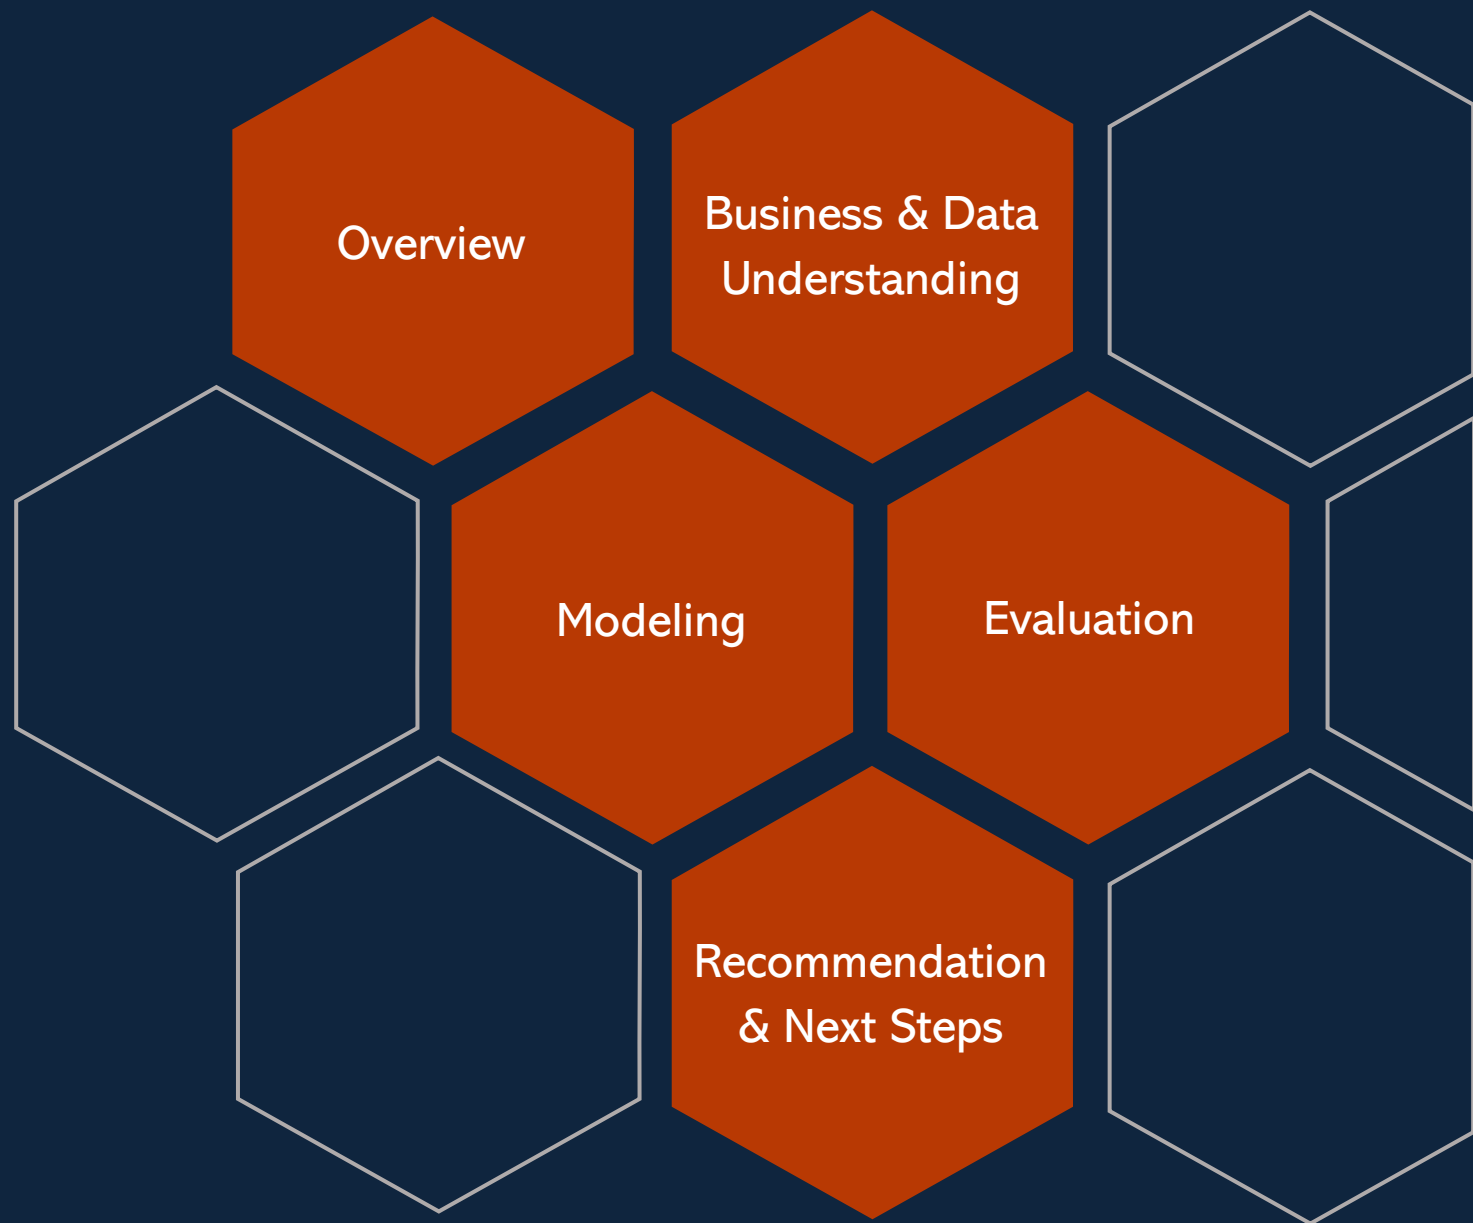 Overview
Business & Data
Understanding
Modeling
Evaluation
Recommendation
& Next Steps